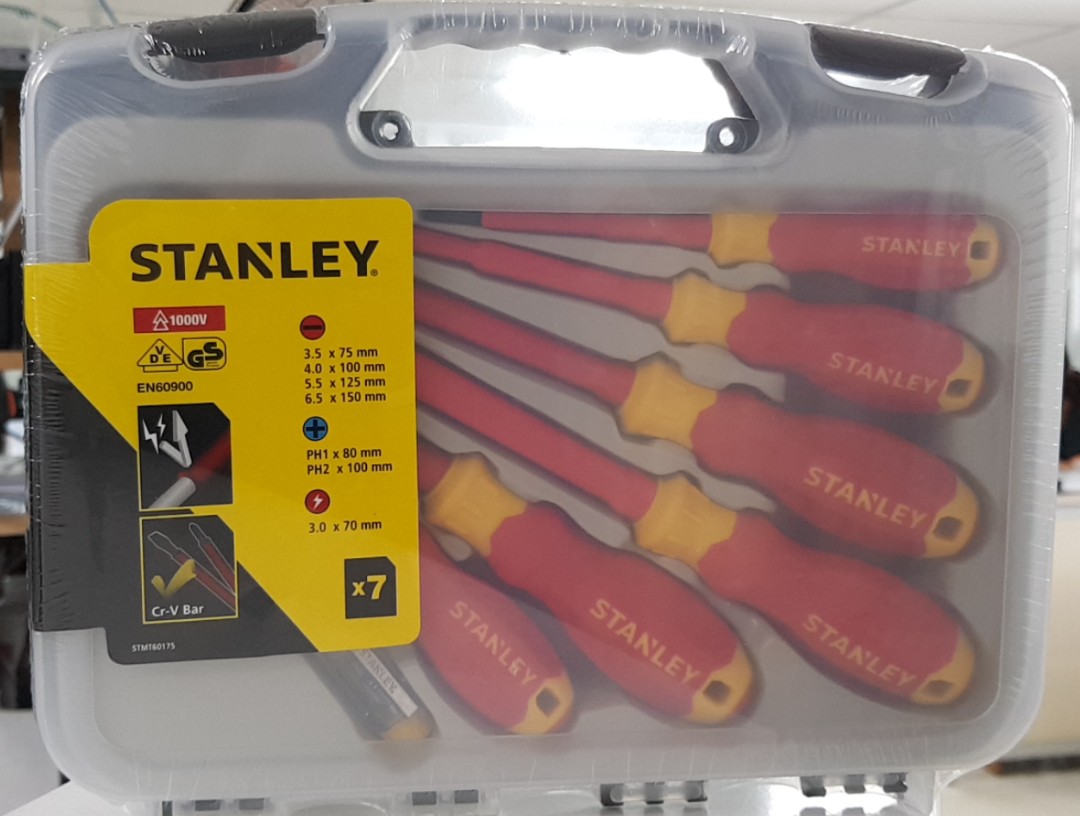 STANLEY®
1000V
VDE
GS
EN60900
3.5 x 75 mm
4.0 x 100 mm
5.5 x 125 mm
6.5 x 150 mm
PH1 x 80 mm
PH2 x 100 mm
3.0 x 70 mm
x7
Cr-V Bar
STMT60175
STANLEY
STANLEY
STANLEY
STANLEY
STANLEY
STANLEY
STANLEY